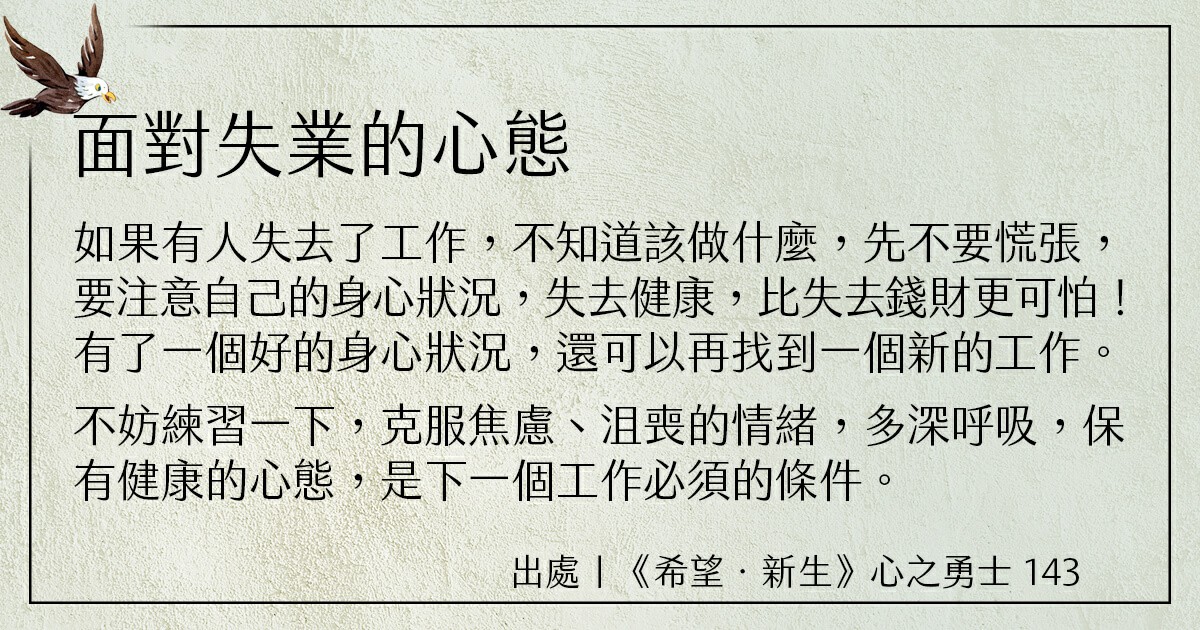 面對失業的心態
如果有人失去了工作，不知道該做什麼，先不要慌張，
要注意自己的身心狀況，失去健康，比失去錢財更可怕！
有了一個好的身心狀況，還可以再找到一個新的工作。
不妨練習一下，克服焦慮、沮喪的情緒，多深呼吸，保
有健康的心態，是下一個工作必須的條件。
出處｜《希望‧新生》心之勇士 143